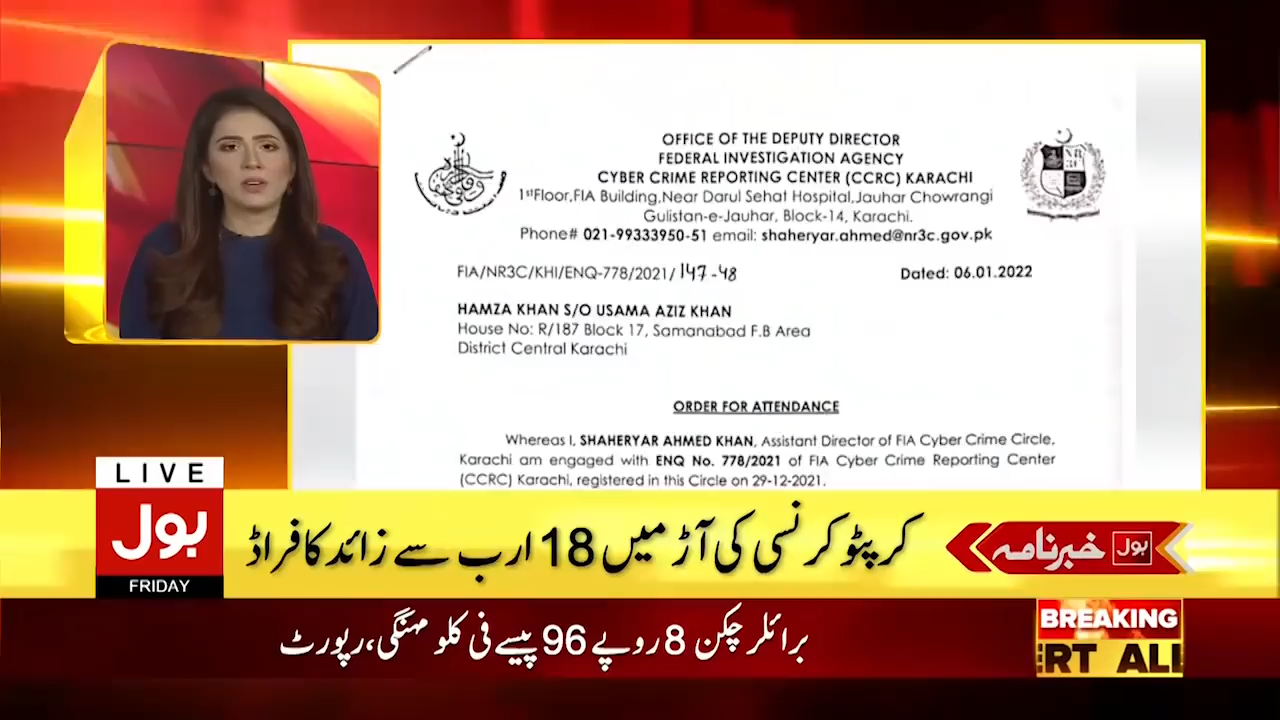 OFFICE OF THE DEPUTY DIRECTOR
FEDERAL INVESTIGATION AGENCY
CYBER CRIME REPORTING CENTER (CCRC) KARACHI
1stFloor,FIA Building,Near Darul Sehat Hospital,Jauhar Chowrangi
Gulistan-e-Jauhar, Block-14, Karachi.
Phone# 021-99333950-51 email: shaheryar.ahmed@nr3c.gov.pk
FIA/NR3C/KHI/ENQ-778/2021/147-48
Dated: 06.01.2022
HAMZA KHAN S/O USAMA AZIZ KHAN
House No: R/187 Block 17, Samanabad F.B Area
District Central Karachi
ORDER FOR ATTENDANCE
Whereas I, SHAHERYAR AHMED KHAN, Assistant Director of FIA Cyber Crime Circle,
Karachi am engaged with ENQ No. 778/2021 of FIA Cyber Crime Reporting Center
(CCRC) Karachi, registered in this Circle on 29-12-2021.
LIVE
بول
FRIDAY
کرپٹو کرنسی کی آڑ میں 18 ارب سے زائد کا فراڈ
بول خبرنامہ
برائلر چکن 8 روپے 96 پیسے فی کلو مہنگی، رپورٹ
BREAKING
ERT ALE